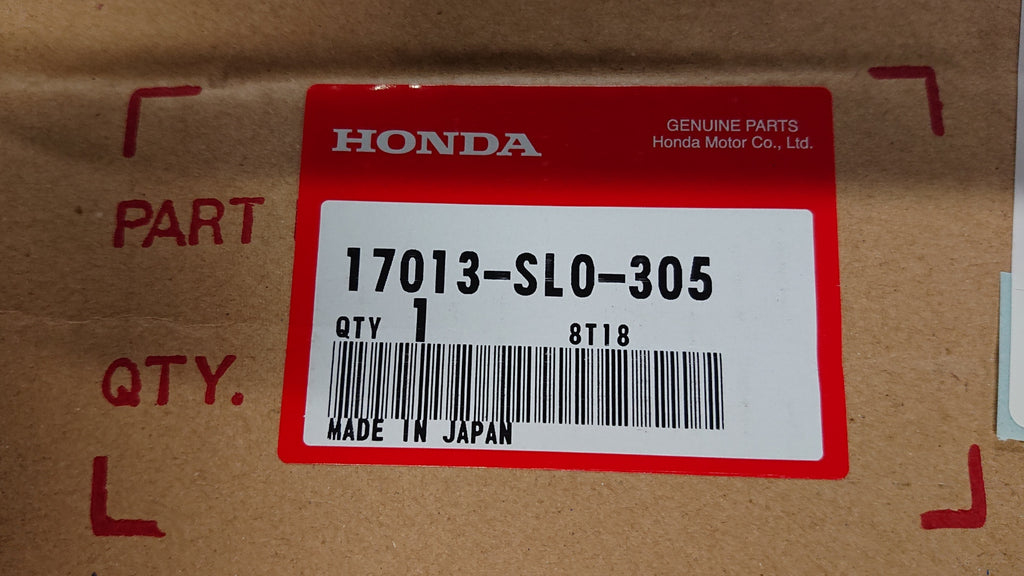 HONDA
GENUINE PARTS
Honda Motor Co., Ltd.
PART
17013-SL0-305
QTY 1 8T18
QTY.
MADE IN JAPAN